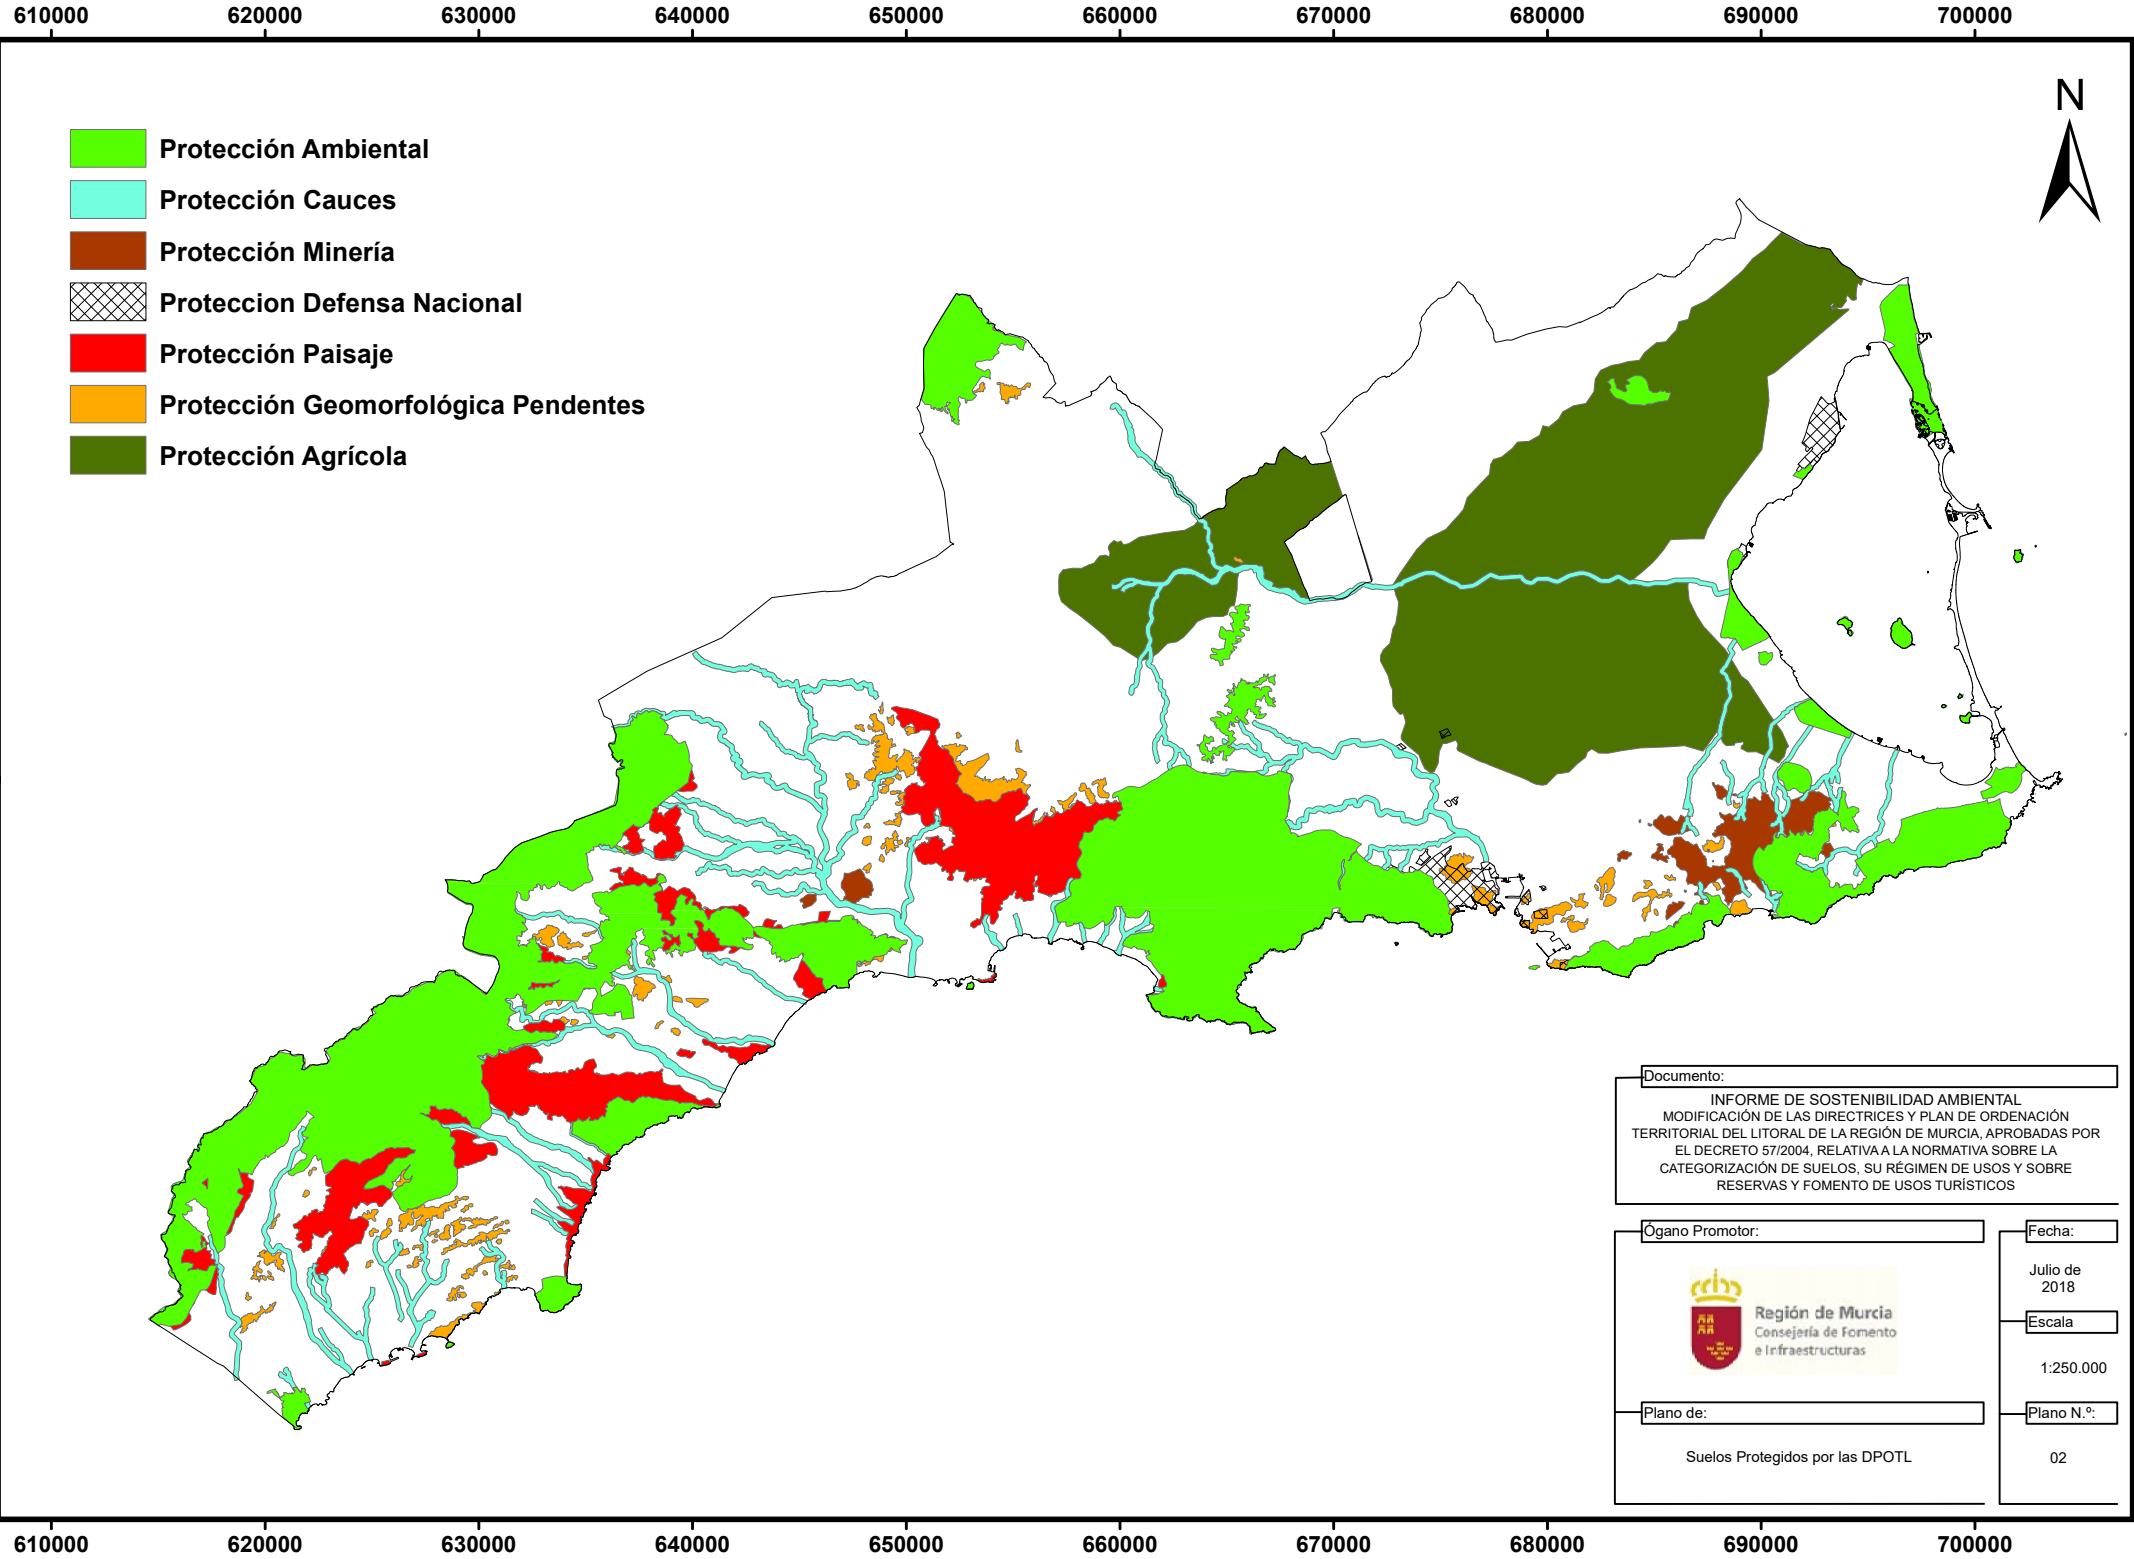 610000 620000 630000 640000 650000 660000 670000 680000 690000 700000
N
Protección Ambiental
Protección Cauces
Protección Minería
Proteccion Defensa Nacional
Protección Paisaje
Protección Geomorfológica Pendentes
Protección Agrícola
Documento:
INFORME DE SOSTENIBILIDAD AMBIENTAL
MODIFICACIÓN DE LAS DIRECTRICES Y PLAN DE ORDENACIÓN
TERRITORIAL DEL LITORAL DE LA REGIÓN DE MURCIA, APROBADAS POR
EL DECRETO 57/2004, RELATIVA A LA NORMATIVA SOBRE LA
CATEGORIZACIÓN DE SUELOS, SU RÉGIMEN DE USOS Y SOBRE
RESERVAS Y FOMENTO DE USOS TURÍSTICOS
Ógano Promotor:
Región de Murcia
Consejería de Fomento
e Infraestructuras
Fecha:
Julio de
2018
Escala
1:250.000
Plano de:
Suelos Protegidos por las DPOTL
Plano N.º:
02
610000 620000 630000 640000 650000 660000 670000 680000 690000 700000